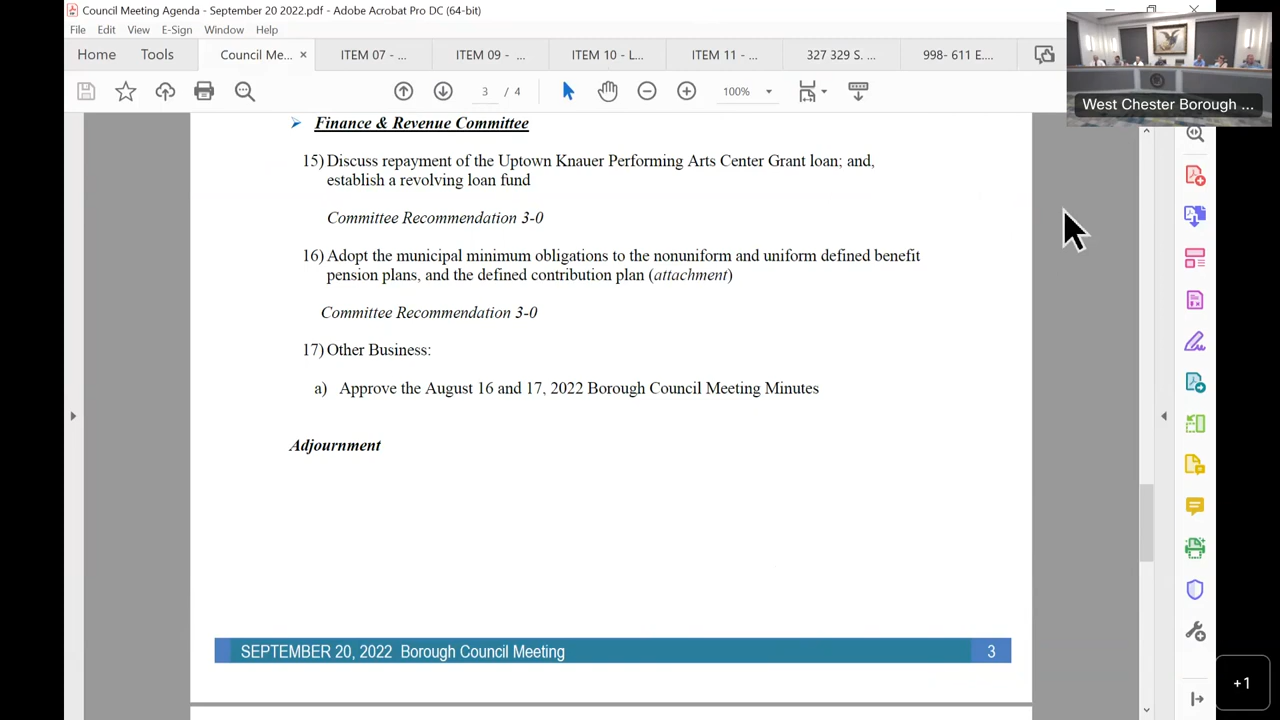 Council Meeting Agenda - September 20 2022.pdf - Adobe Acrobat Pro DC (64-bit)
File Edit View E-Sign Window Help
Home Tools Council Me... × ITEM 07 - ... ITEM 09 - ... ITEM 10 - L... ITEM 11 - ... 327 329 S. ... 998- 611 E....
3 / 4 100%
West Chester Borough ...
➢ Finance & Revenue Committee
15) Discuss repayment of the Uptown Knauer Performing Arts Center Grant loan; and,
establish a revolving loan fund
Committee Recommendation 3-0
16) Adopt the municipal minimum obligations to the nonuniform and uniform defined benefit
pension plans, and the defined contribution plan (attachment)
Committee Recommendation 3-0
17) Other Business:
a) Approve the August 16 and 17, 2022 Borough Council Meeting Minutes
Adjournment
SEPTEMBER 20, 2022 Borough Council Meeting 3
+1